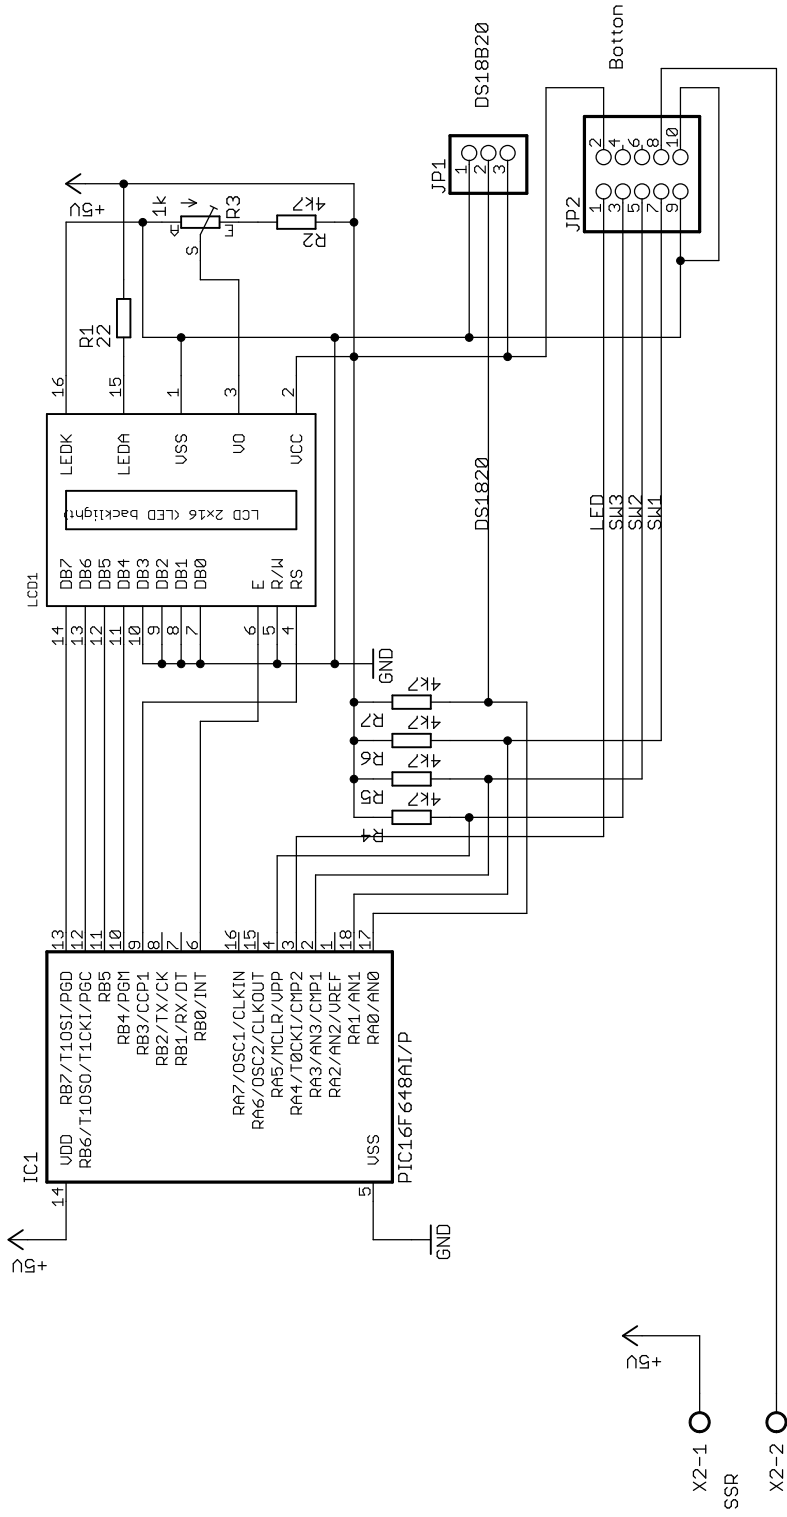 DS18B20
Botton
JP1
1
2
3
JP2
2
4
6
8
10
1
3
5
7
9
+5V
1k
A
E
S
R3
4k7
R2
R1
22
16
15
1
3
2
LEDK
LEDA
VSS
VO
VCC
LCD 2x16 (LED backlight)
LCD1
DB7
DB6
DB5
DB4
DB3
DB2
DB1
DB0
E
R/W
RS
14
13
12
11
10
9
8
7
6
5
4
GND
DS1820
LED
SW3
SW2
SW1
R7
4k7
R6
4k7
R5
4k7
R4
4k7
13
12
11
10
9
8
7
6
16
15
4
3
2
1
18
17
RB7/T1OSI/PGD
RB6/T1OSO/T1CKI/PGC
RB5
RB4/PGM
RB3/CCP1
RB2/TX/CK
RB1/RX/DT
RB0/INT
RA7/OSC1/CLKIN
RA6/OSC2/CLKOUT
RA5/MCLR/VPP
RA4/T0CKI/CMP2
RA3/AN3/CMP1
RA2/AN2/VREF
RA1/AN1
RA0/AN0
VDD
VSS
IC1
PIC16F648AI/P
14
5
+5V
GND
+5V
X2-1
SSR
X2-2